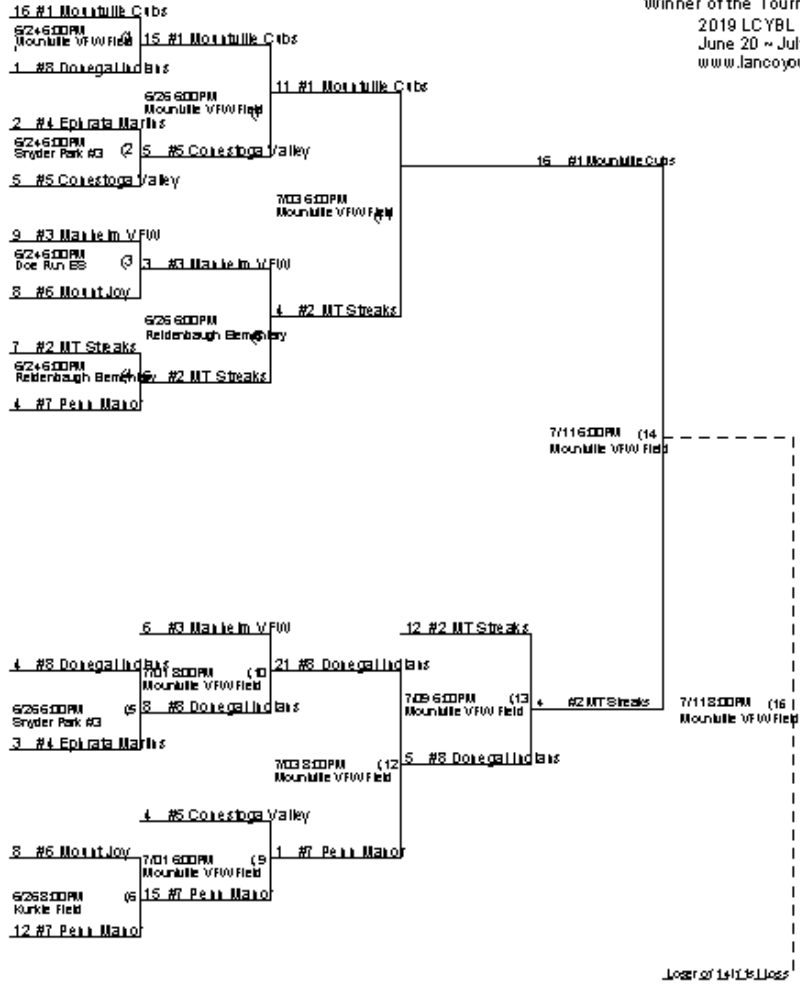 Winner of the Tourn
2019 LCYBL
June 20 ~ Jul
www.lancoyou
16 #1 Mountville Cubs
6/24 6:00PM
Mountville VFW Field
1 #8 Donegal Indians
15 #1 Mountville Cubs
6/26 6:00PM
Mountville VFW Field
2 #4 Ephrata Marlins
6/24 6:00PM
Snyder Park #3 (2
5 #5 Conestoga Valley
5 #5 Conestoga Valley
11 #1 Mountville Cubs
7/03 6:00PM
Mountville VFW Field
16 #1 Mountville Cubs
9 #3 Manheim VFW
6/24 6:00PM
Doe Run ES (3
8 #6 Mount Joy
3 #3 Manheim VFW
6/26 6:00PM
Reidenbaugh Elementary
4 #2 MT Streaks
7 #2 MT Streaks
6/24 6:00PM
Reidenbaugh Elementary
4 #7 Penn Manor
#2 MT Streaks
7/11 6:00PM (14
Mountville VFW Field
6 #3 Manheim VFW
12 #2 MT Streaks
4 #8 Donegal Indians
7/01 8:00PM (10
Mountville VFW Field
21 #8 Donegal Indians
6/26 6:00PM (5
Snyder Park #3
8 #8 Donegal Indians
3 #4 Ephrata Marlins
7/09 6:00PM (13
Mountville VFW Field
4 #2 MT Streaks
7/11 8:00PM (16
Mountville VFW Field
7/03 8:00PM (12
Mountville VFW Field
5 #8 Donegal Indians
4 #5 Conestoga Valley
8 #6 Mount Joy
7/01 6:00PM (9
Mountville VFW Field
1 #7 Penn Manor
6/26 8:00PM (6
Kunkle Field
15 #7 Penn Manor
12 #7 Penn Manor
Loser of 14 if 1st loss